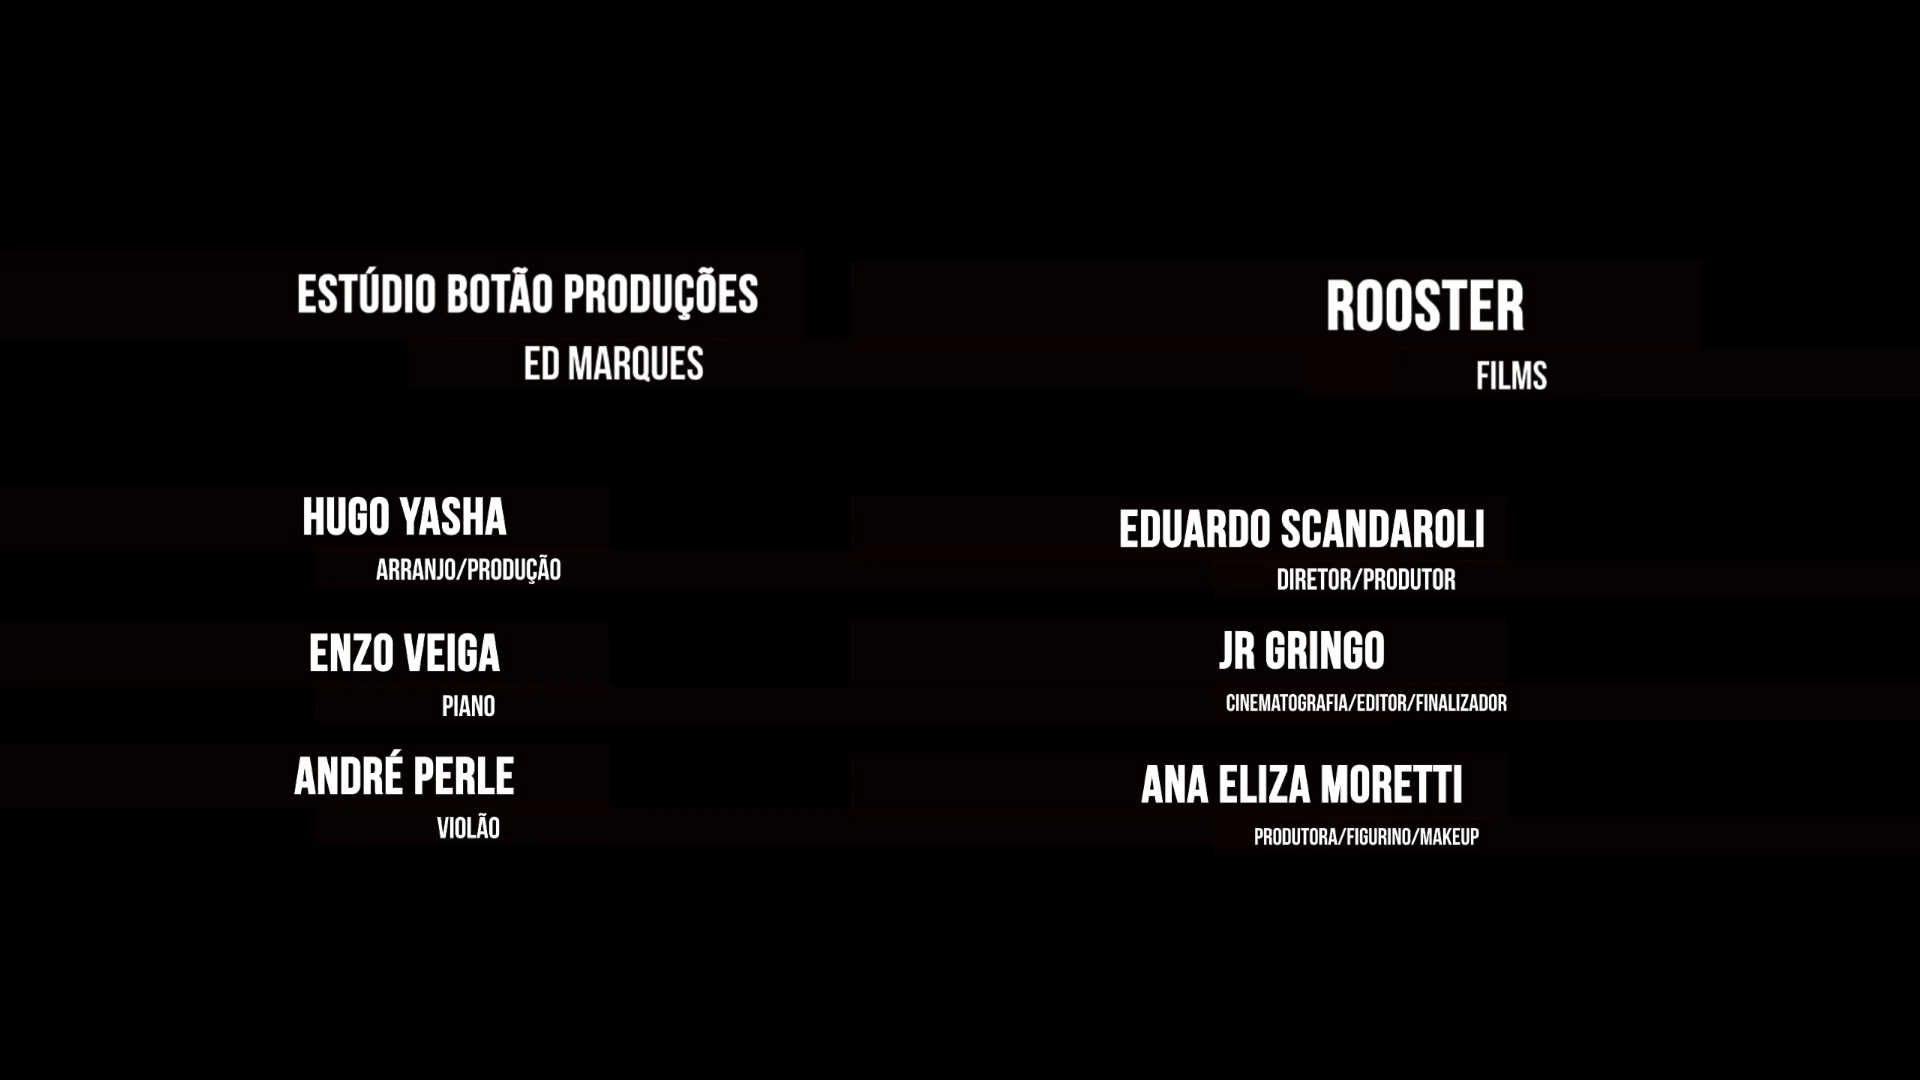 ESTÚDIO BOTÃO PRODUÇÕES
ED MARQUES
HUGO YASHA
ARRANJO/PRODUÇÃO
ENZO VEIGA
PIANO
ANDRÉ PERLE
VIOLÃO
ROOSTER
FILMS
EDUARDO SCANDAROLI
DIRETOR/PRODUTOR
JR GRINGO
CINEMATOGRAFIA/EDITOR/FINALIZADOR
ANA ELIZA MORETTI
PRODUTORA/FIGURINO/MAKEUP